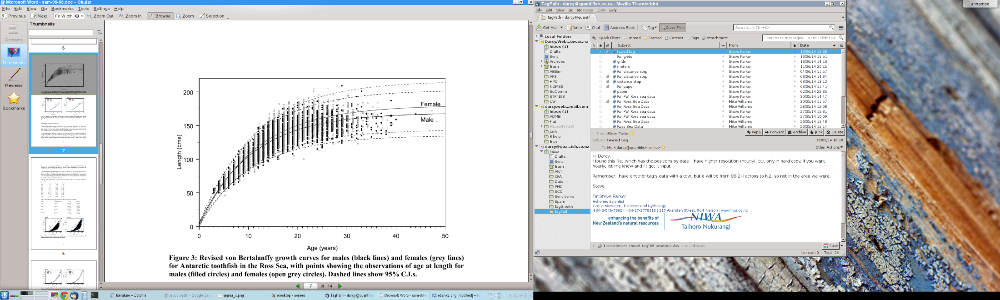 Microsoft Word - sam-06-08.doc – Okular
File Edit View Go Bookmarks Tools Settings Help
Previous Next Fit Width Zoom Out Zoom In Browse Zoom Selection
Thumbnails
Contents
Thumbnails
Reviews
Bookmarks
6
7
8
200
150
100
50
0
Length (cms)
Female
Male
0 10 20 30 40 50
Age (years)
Figure 3: Revised von Bertalanffy growth curves for males (black lines) and females (grey lines)
for Antarctic toothfish in the Ross Sea, with points showing the observations of age at length for
males (filled circles) and females (open grey circles). Dashed lines show 95% C.I.s.
7 of 14
TagPath - darcy@quantifish.co.nz - Mozilla Thunderbird
File Edit View Go Message Tools Help
TagPath - darcy@quantif...
Get Mail Write Chat Address Book Tag Quick Filter Search... <Ctrl+K>
Quick Filter: Unread Starred Contact Tags Attachment Filter these messages... <Ctrl+Shift+K>
Local Folders
Darcy.Web...uw.ac.nz
Inbox (1)
Drafts
Sent
Archives
Trash
ABSim
AFS
HPC
NZMSS
SciComm
STAT193
UW
darcy.web...mail.com
Inbox (1)
ADMB
Flat
[Gmail] (33)
Junk
R help
Trips
darcy@qua...ish.co.nz
Inbox
Drafts
Sent
Trash
ANT
CRA
Data
PHC
SCC
Sent Items
Spam
TagGrowth
TagPath
Subject From Date
towed tag Steve Parker 16/06/14 16:38
Re: grids Steve Parker 16/06/14 15:51
grids Steve Parker 16/06/14 14:13
meters Steve Parker 11/06/14 20:15
Re: distance step Steve Parker 04/06/14 11:57
Re: distance step Steve Parker 03/06/14 14:34
distance step Steve Parker 03/06/14 13:12
Re: paper Steve Parker 03/06/14 11:41
paper Steve Parker 02/06/14 22:35
Re: FW: Ross sea data Steve Parker 30/05/14 14:47
Re: Ross Sea Data Mike Williams 30/05/14 11:57
Re: Ross Sea Data Mike Williams 28/05/14 12:08
Re: FW: Ross sea data Steve Parker 27/05/14 15:31
Re: FW: Ross sea data Steve Parker 27/05/14 10:09
Re: Ross Sea Data Mike Williams 26/05/14 15:48
Ross Sea Data Mike Williams 26/05/14 15:14
From Steve Parker Reply Forward Archive Junk Delete
Subject towed tag 16/06/14 16:38
To Me <darcy@quantifish.co.nz> Other Actions
Hi Darcy,
I found this file, which has the positions by date. I have higher resolution (hourly), but only in hard copy. If you want
hourly, let me know and I'll get it input.
Remember I have another tag's data with a tow, but it will be from 88.2H across to NZ, so not in the area we want.
Steve
Dr Steve Parker
Fisheries Scientist
Group Manager - Fisheries and Hydrology
+64-3-545-7882 | +64-27-2778319 | 217 Akersten Street, Port Nelson | www.niwa.co.nz
enhancing the benefits of
New Zealand's natural resources
NIWA
Taihoro Nukurangi
1 attachment: towed_tag186 positions.xlsx size unknown Save
Unread: 0 Total: 24
unnamed
literature – Dolphin
jebco depth - Google Sea
sigma_x.png
rdesktop - somes
TagPath - darcy@quantifis
Microsoft Word - sam-06-0
ebank2.png [modified] –